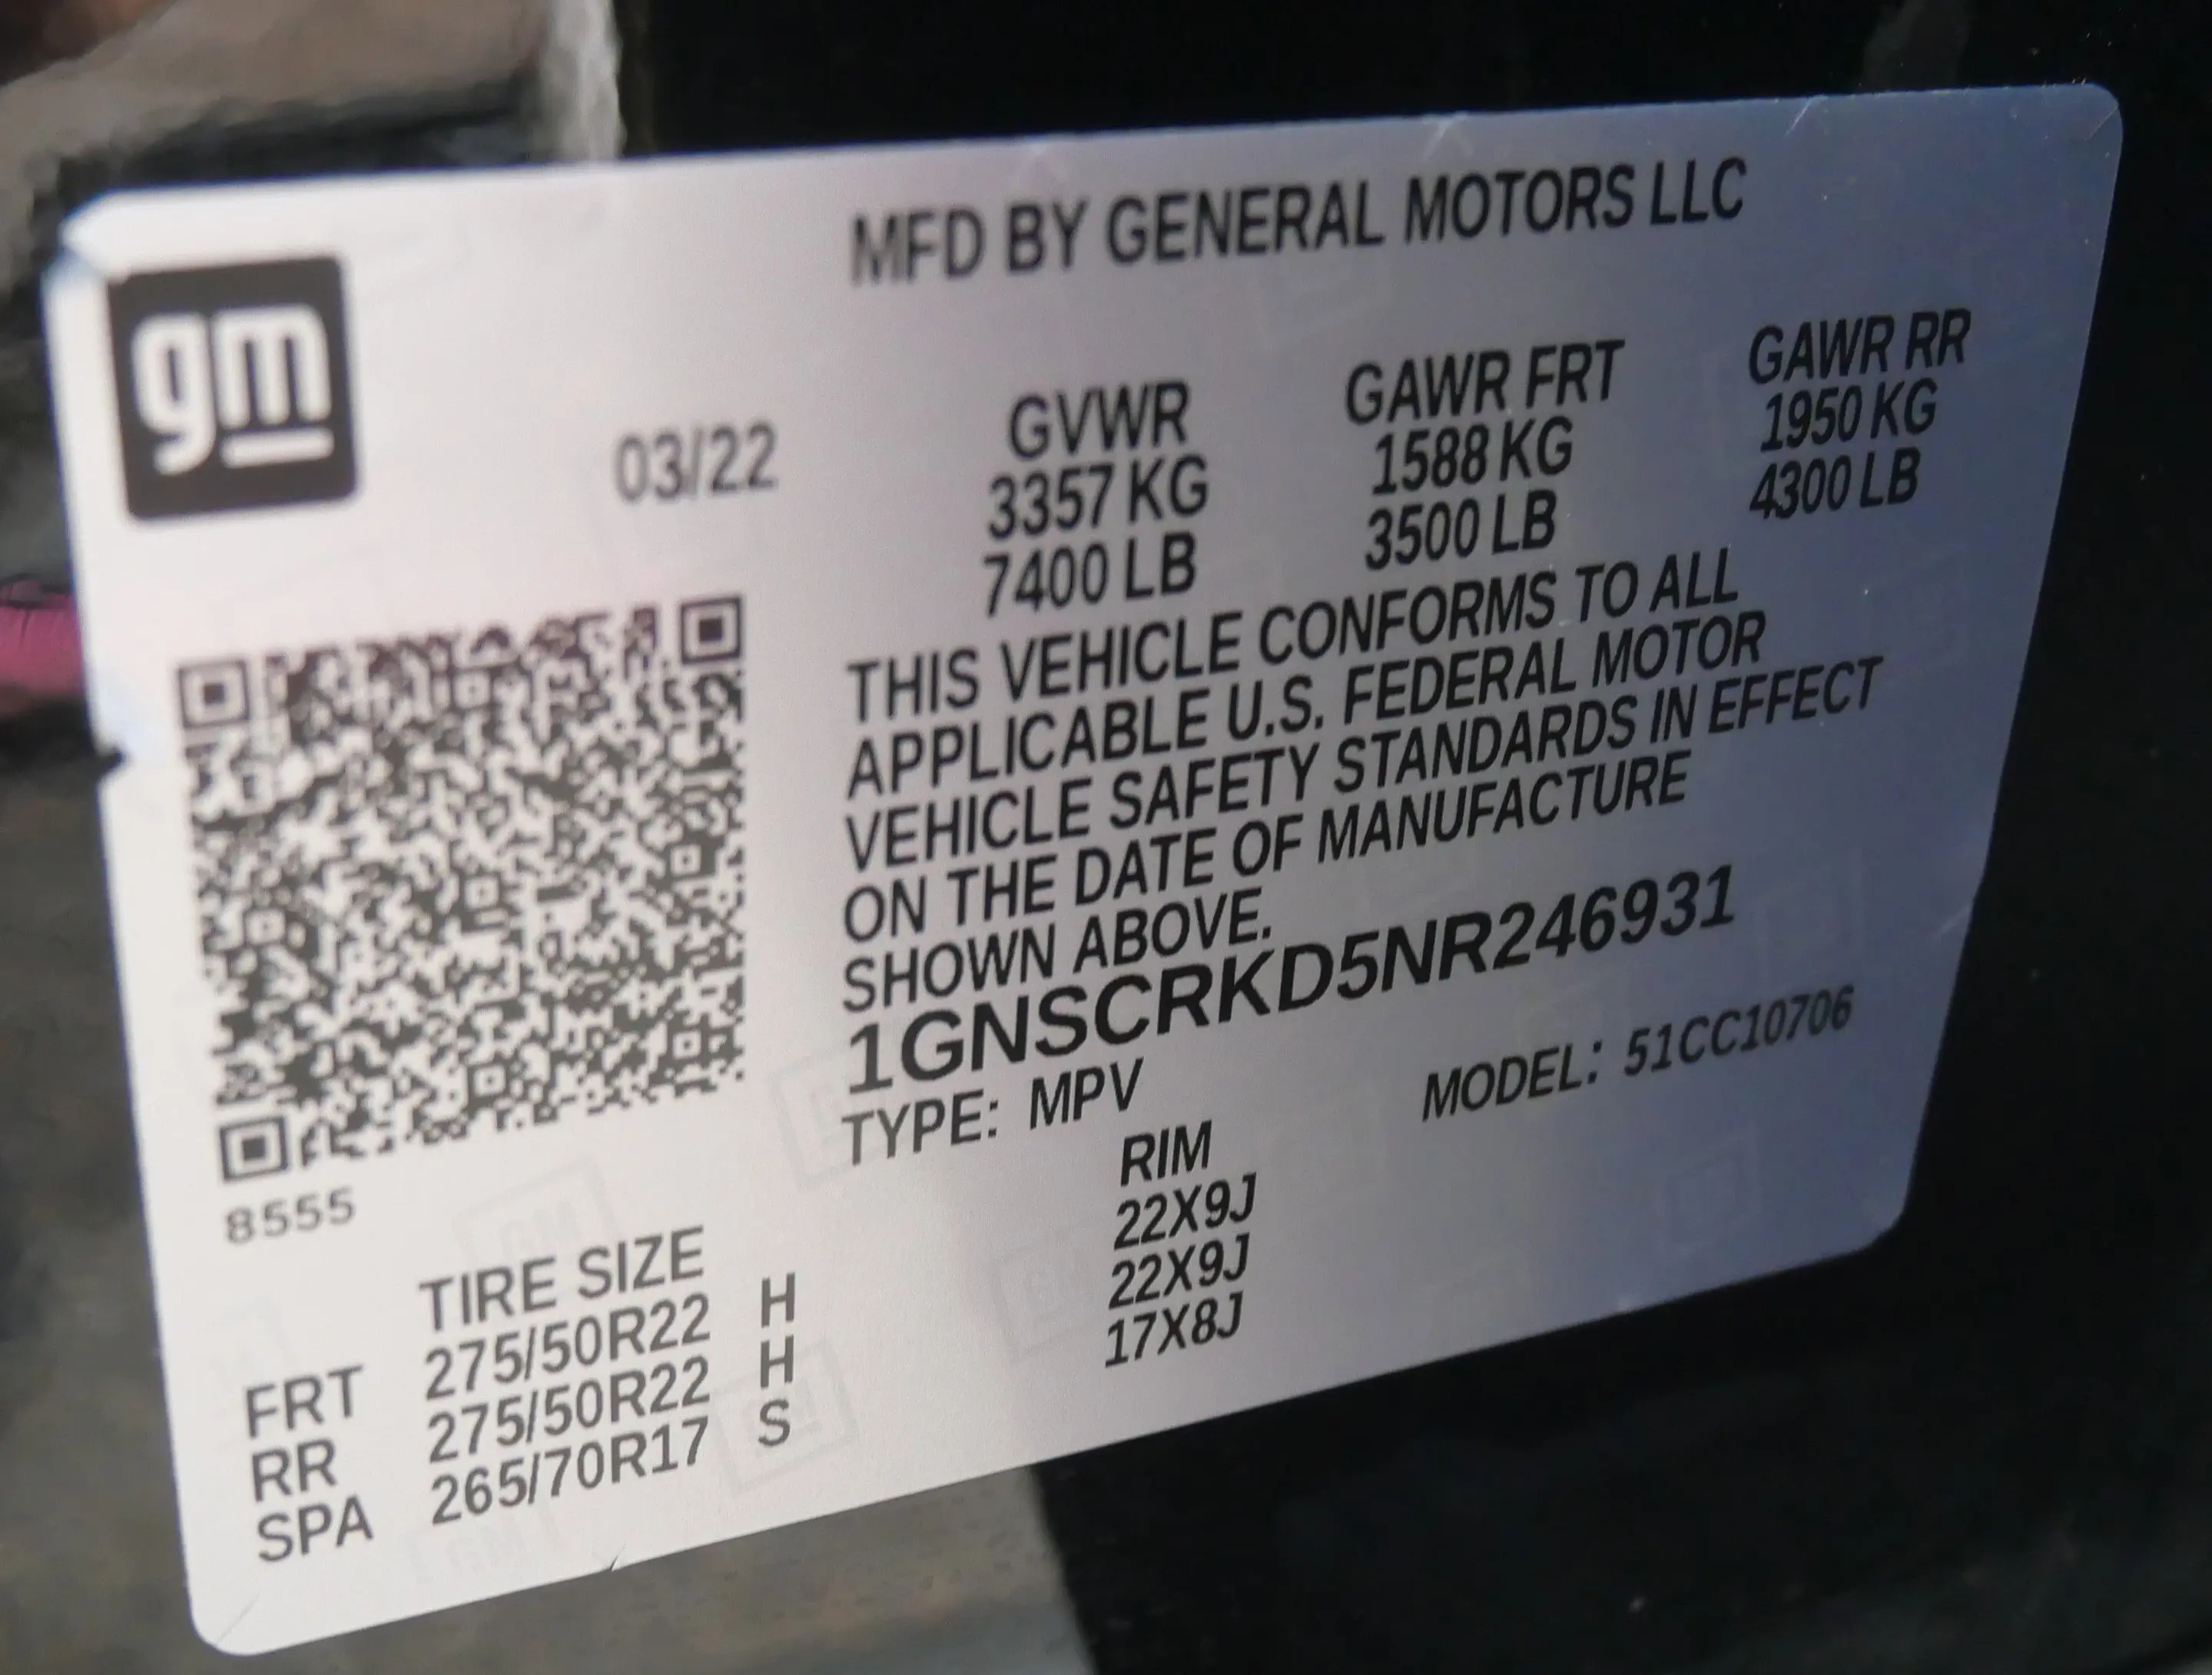 gm
MFD BY GENERAL MOTORS LLC
03/22
GVWR
3357 KG
7400 LB
GAWR FRT
1588 KG
3500 LB
GAWR RR
1950 KG
4300 LB
THIS VEHICLE CONFORMS TO ALL
APPLICABLE U.S. FEDERAL MOTOR
VEHICLE SAFETY STANDARDS IN EFFECT
ON THE DATE OF MANUFACTURE
SHOWN ABOVE.
1GNSCRKD5NR246931
TYPE: MPV
MODEL: 51CC10706
8555
TIRE SIZE RIM
FRT 275/50R22 H 22X9J
RR 275/50R22 H 22X9J
SPA 265/70R17 S 17X8J